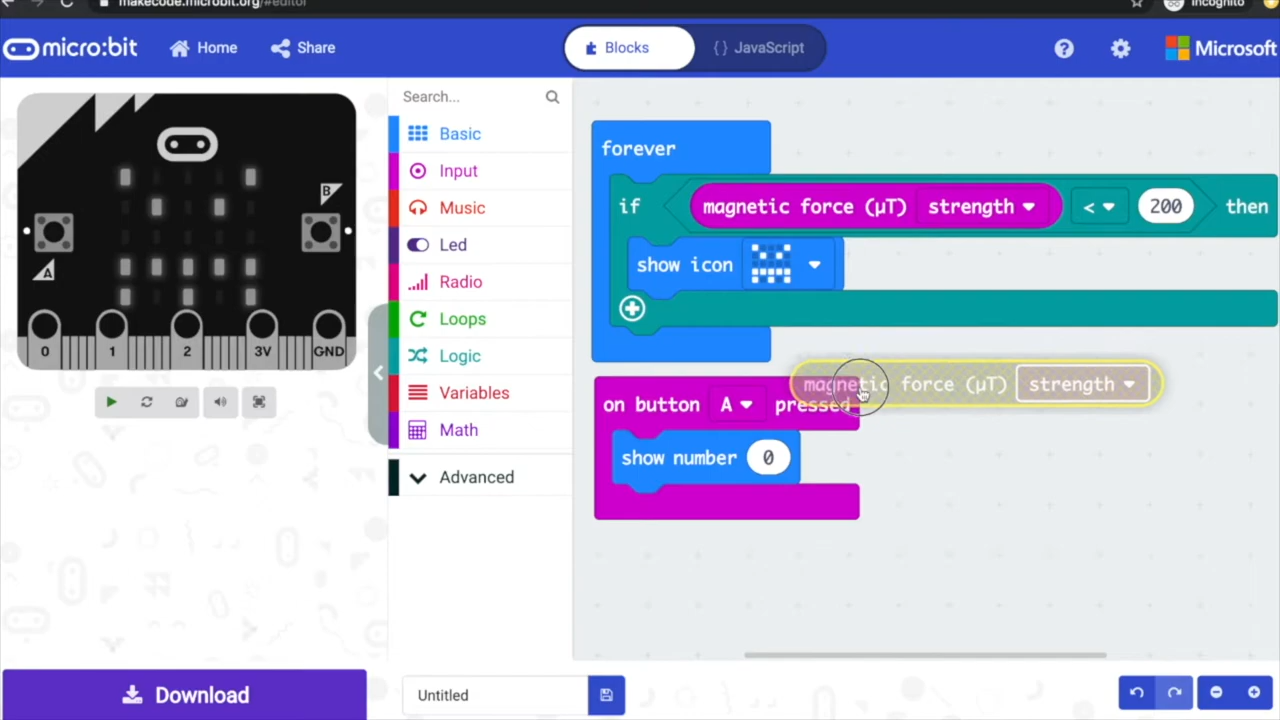 makecode.microbit.org/#editor
Incognito
micro:bit
Home
Share
Blocks
{ } JavaScript
?
Microsoft
A
B
0
1
2
3V
GND
Download
Search...
Basic
Input
Music
Led
Radio
Loops
Logic
Variables
Math
Advanced
Untitled
forever
if magnetic force (µT) strength < 200 then
show icon
magnetic force (µT) strength
on button A pressed
show number 0